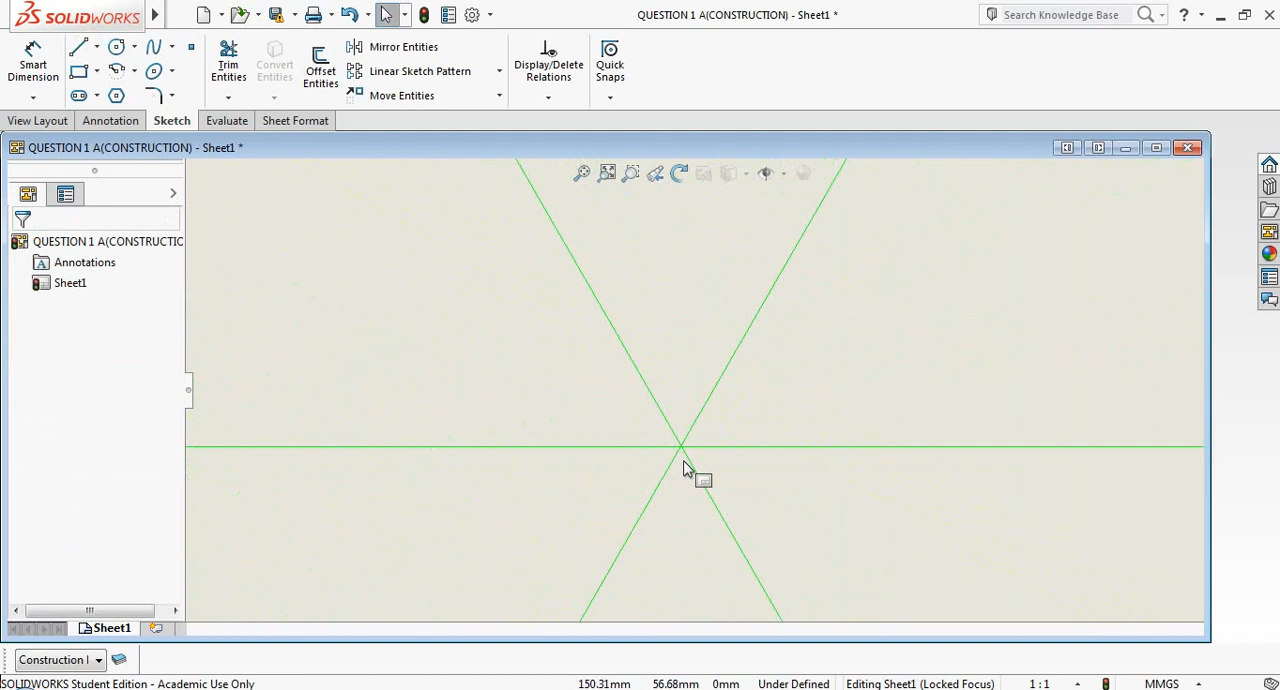 SOLIDWORKS
QUESTION 1 A(CONSTRUCTION) - Sheet1 *
Search Knowledge Base
?
Smart Dimension
Trim Entities
Convert Entities
Offset Entities
Mirror Entities
Linear Sketch Pattern
Move Entities
Display/Delete Relations
Quick Snaps
View Layout
Annotation
Sketch
Evaluate
Sheet Format
QUESTION 1 A(CONSTRUCTION) - Sheet1 *
QUESTION 1 A(CONSTRUCTIC
A Annotations
Sheet1
Sheet1
Construction l
SOLIDWORKS Student Edition - Academic Use Only
150.31mm
56.68mm
0mm
Under Defined
Editing Sheet1 (Locked Focus)
1 : 1
MMGS